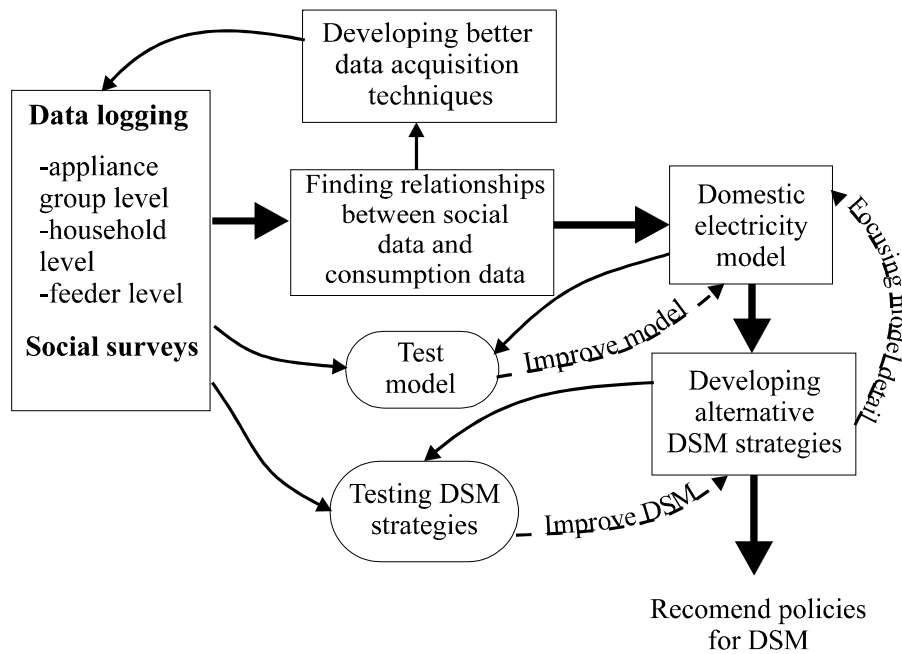 Developing better
data acquisition
techniques
Data logging
-appliance
group level
-household
level
-feeder level
Social surveys
Finding relationships
between social
data and
consumption data
Domestic
electricity
model
Focusing model detail
Test
model
Improve model
Developing
alternative
DSM strategies
Testing DSM
strategies
Improve DSM
Recomend policies
for DSM